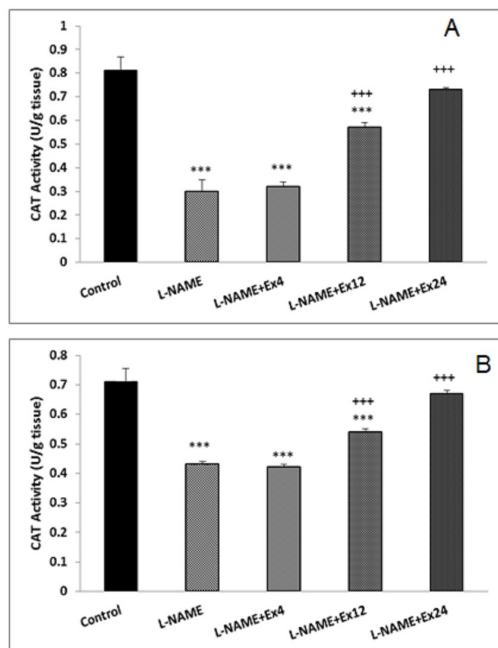 A
CAT Activity (U/g tissue)
1
0.9
0.8
0.7
0.6
0.5
0.4
0.3
0.2
0.1
0
***
***
+++
***
+++
Control
L-NAME
L-NAME+Ex4
L-NAME+Ex12
L-NAME+Ex24
B
CAT Activity (U/g tissue)
0.8
0.7
0.6
0.5
0.4
0.3
0.2
0.1
0
***
***
+++
***
+++
Control
L-NAME
L-NAME+Ex4
L-NAME+Ex12
L-NAME+Ex24